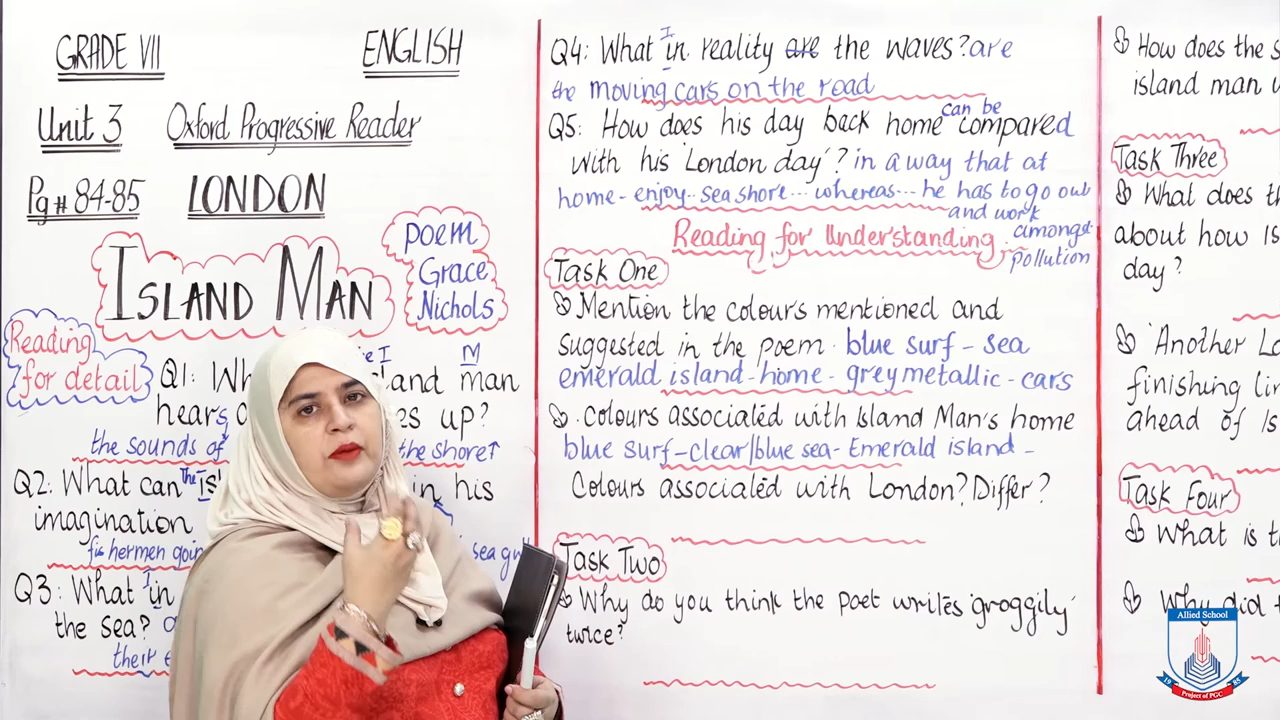 GRADE VII
ENGLISH
Unit 3 Oxford Progressive Reader
Pg# 84-85 LONDON
ISLAND MAN
poem
Grace
Nichols
Reading
for detail
Q1: Wh land man
hears es up?
the sounds of the shore
Q2: What can The is in his
imagination
fishermen goin sea gu
Q3: What in
the sea?
their
Q4: What in reality are the waves? are
the moving cars on the road
Q5: How does his day back home can be compared
with his 'London day'? in a way that at
home - enjoy.. sea shore... whereas... he has to go out
and work
amongst
pollution
Reading for Understanding
Task One
Mention the colours mentioned and
suggested in the poem. blue surf - sea
emerald island - home - grey metallic - cars
Colours associated with Island Man's home
blue surf - clear/blue sea - Emerald island -
Colours associated with London? Differ?
Task Two
Why do you think the poet writes 'groggily'
twice?
How does the s
island man
Task Three
What does th
about how Is
day?
'Another Lo
finishing lin
ahead of Is
Task Four
What is t
Why did
Allied School
19 85
Project of PGC